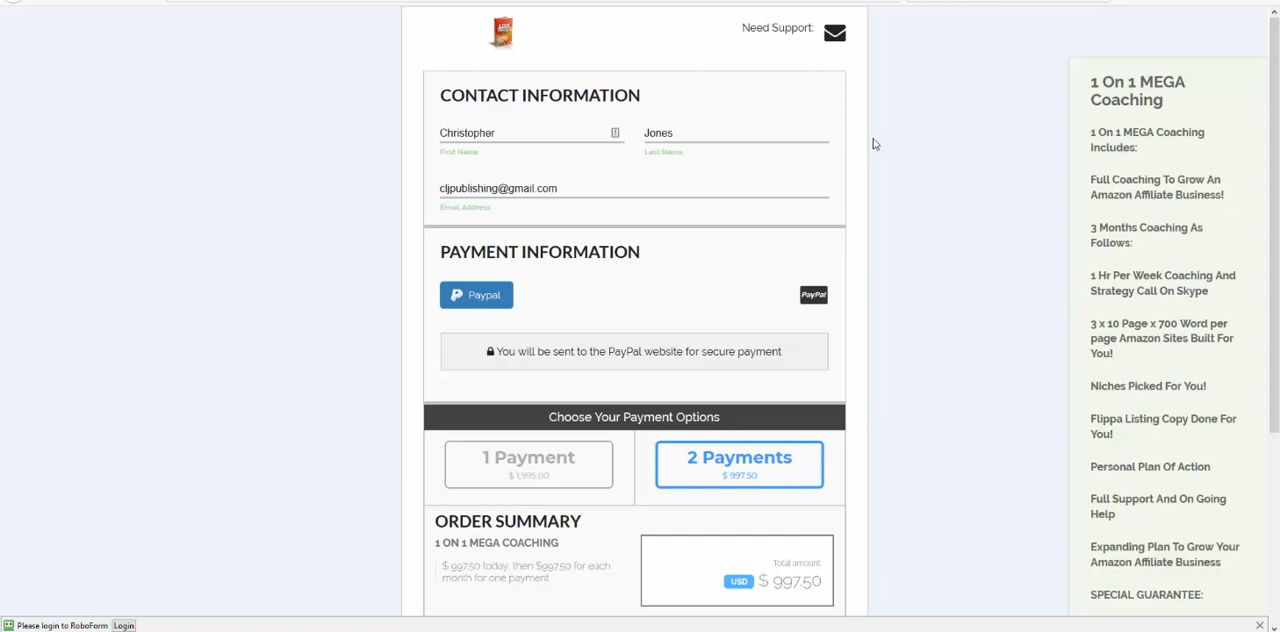 Need Support:
CONTACT INFORMATION
Christopher
Jones
First Name
Last Name
cljpublishing@gmail.com
Email Address
PAYMENT INFORMATION
Paypal
PayPal
You will be sent to the PayPal website for secure payment
Choose Your Payment Options
1 Payment
$ 1,995.00
2 Payments
$ 997.50
ORDER SUMMARY
1 ON 1 MEGA COACHING
$ 997.50 today, then $997.50 for each
month for one payment
Total amount:
USD $ 997.50
1 On 1 MEGA
Coaching
1 On 1 MEGA Coaching
Includes:
Full Coaching To Grow An
Amazon Affiliate Business!
3 Months Coaching As
Follows:
1 Hr Per Week Coaching And
Strategy Call On Skype
3 x 10 Page x 700 Word per
page Amazon Sites Built For
You!
Niches Picked For You!
Flippa Listing Copy Done For
You!
Personal Plan Of Action
Full Support And On Going
Help
Expanding Plan To Grow Your
Amazon Affiliate Business
SPECIAL GUARANTEE:
Please login to RoboForm Login